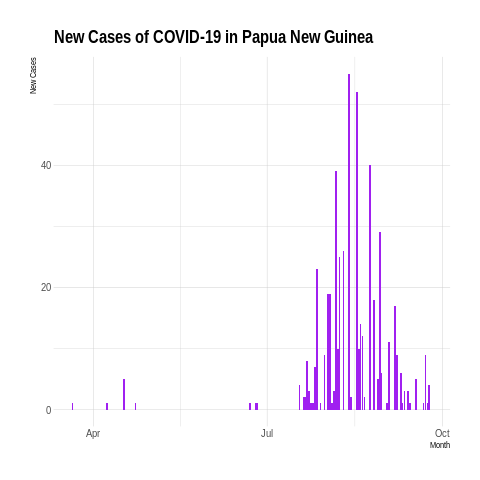 New Cases of COVID-19 in Papua New Guinea
New Cases
40
20
0
Apr
Jul
Oct
Month